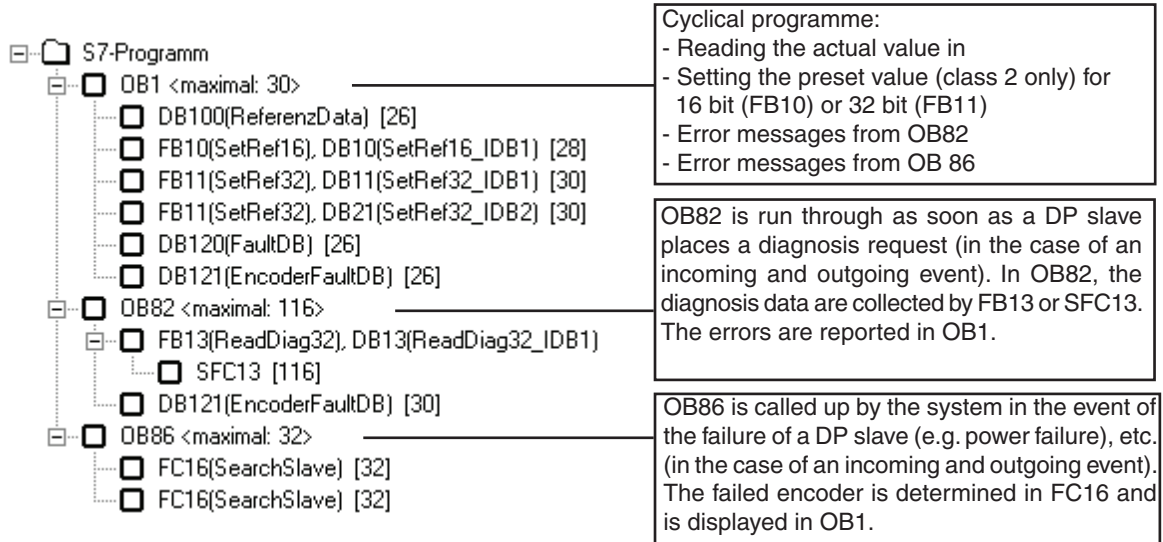 S7-Programm
OB1 <maximal: 30>
DB100(ReferenzData) [26]
FB10(SetRef16), DB10(SetRef16_IDB1) [28]
FB11(SetRef32), DB11(SetRef32_IDB1) [30]
FB11(SetRef32), DB21(SetRef32_IDB2) [30]
DB120(FaultDB) [26]
DB121(EncoderFaultDB) [26]
OB82 <maximal: 116>
FB13(ReadDiag32), DB13(ReadDiag32_IDB1)
SFC13 [116]
DB121(EncoderFaultDB) [30]
OB86 <maximal: 32>
FC16(SearchSlave) [32]
FC16(SearchSlave) [32]
Cyclical programme:
- Reading the actual value in
- Setting the preset value (class 2 only) for
16 bit (FB10) or 32 bit (FB11)
- Error messages from OB82
- Error messages from OB 86
OB82 is run through as soon as a DP slave
places a diagnosis request (in the case of an
incoming and outgoing event). In OB82, the
diagnosis data are collected by FB13 or SFC13.
The errors are reported in OB1.
OB86 is called up by the system in the event of
the failure of a DP slave (e.g. power failure), etc.
(in the case of an incoming and outgoing event).
The failed encoder is determined in FC16 and
is displayed in OB1.